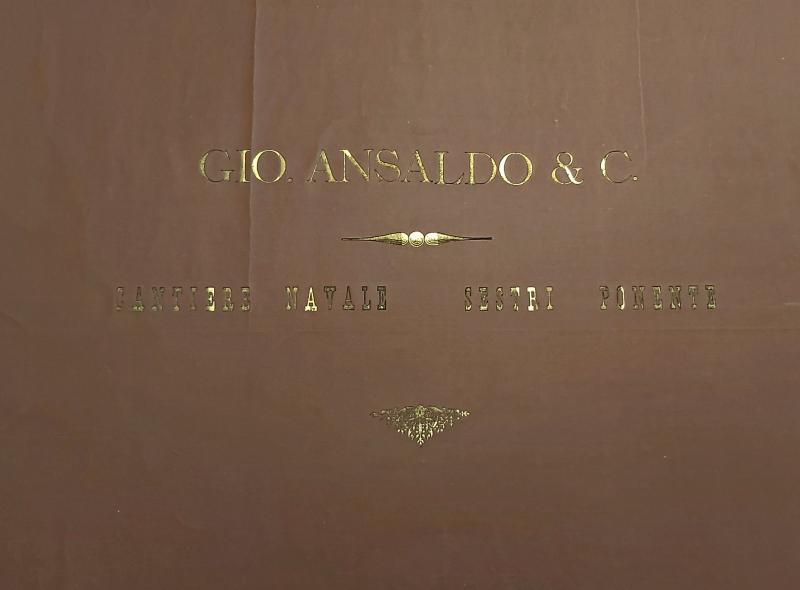 GIO. ANSALDO & C.
CANTIERE NAVALE SESTRI PONENTE